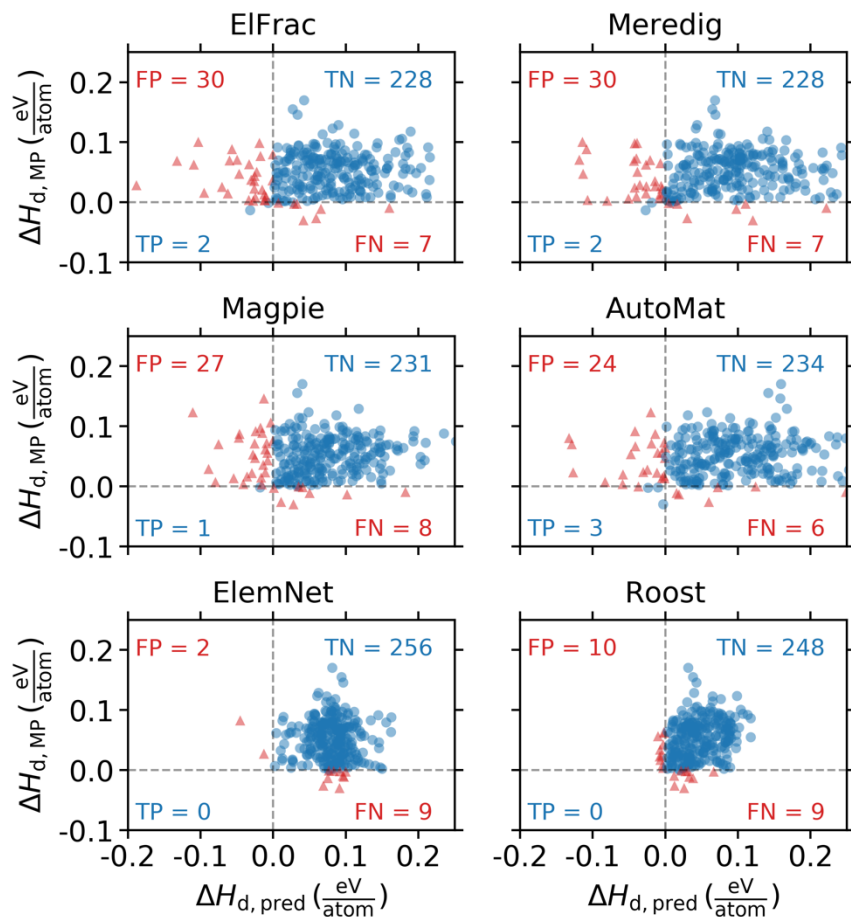 ElFrac
Meredig
FP = 30
TN = 228
FP = 30
TN = 228
0.2
0.1
0.0
-0.1
ΔH_d, MP (eV/atom)
TP = 2
FN = 7
TP = 2
FN = 7
Magpie
AutoMat
FP = 27
TN = 231
FP = 24
TN = 234
0.2
0.1
0.0
-0.1
ΔH_d, MP (eV/atom)
TP = 1
FN = 8
TP = 3
FN = 6
ElemNet
Roost
FP = 2
TN = 256
FP = 10
TN = 248
0.2
0.1
0.0
-0.1
ΔH_d, MP (eV/atom)
TP = 0
FN = 9
TP = 0
FN = 9
-0.2 -0.1 0.0 0.1 0.2
-0.2 -0.1 0.0 0.1 0.2
ΔH_d, pred (eV/atom)
ΔH_d, pred (eV/atom)